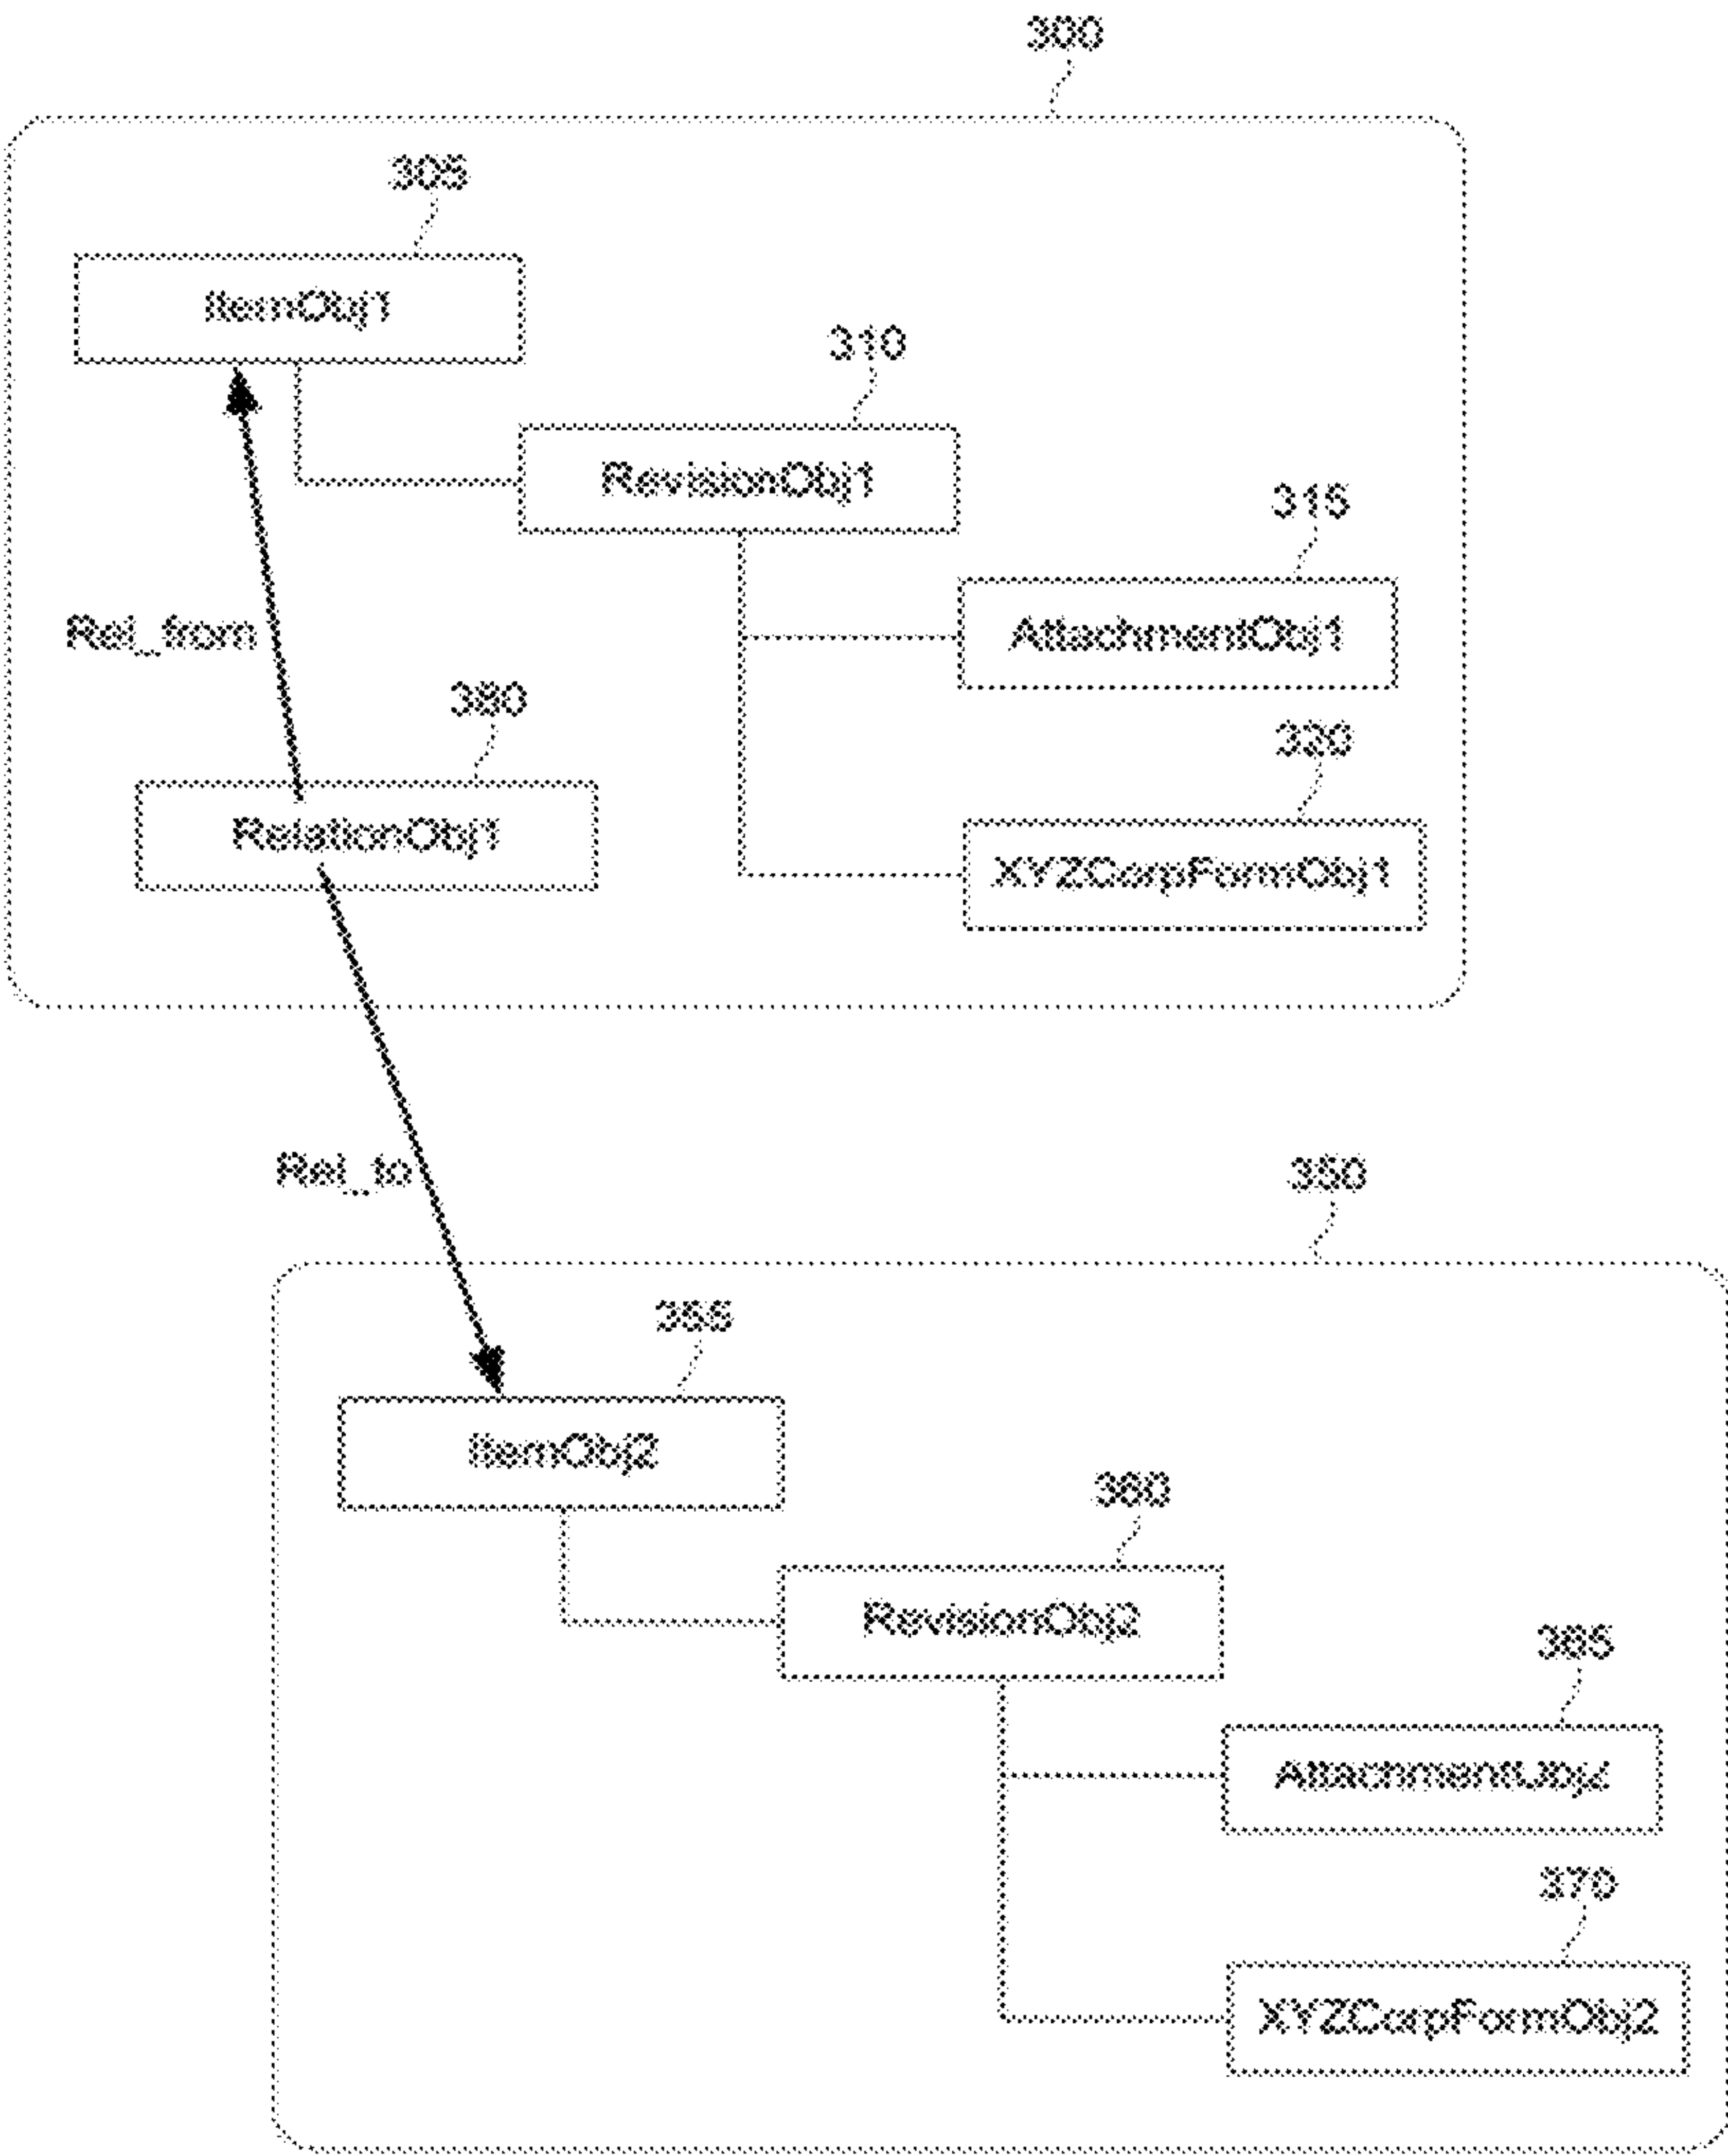 300
305
ItemObj1
310
RevisionObj1
315
AttachmentObj1
Rel_from
380
320
RelationObj1
XYZCorpFormObj1
Rel_to
350
355
ItemObj2
360
RevisionObj2
365
AttachmentObj2
370
XYZCorpFormObj2